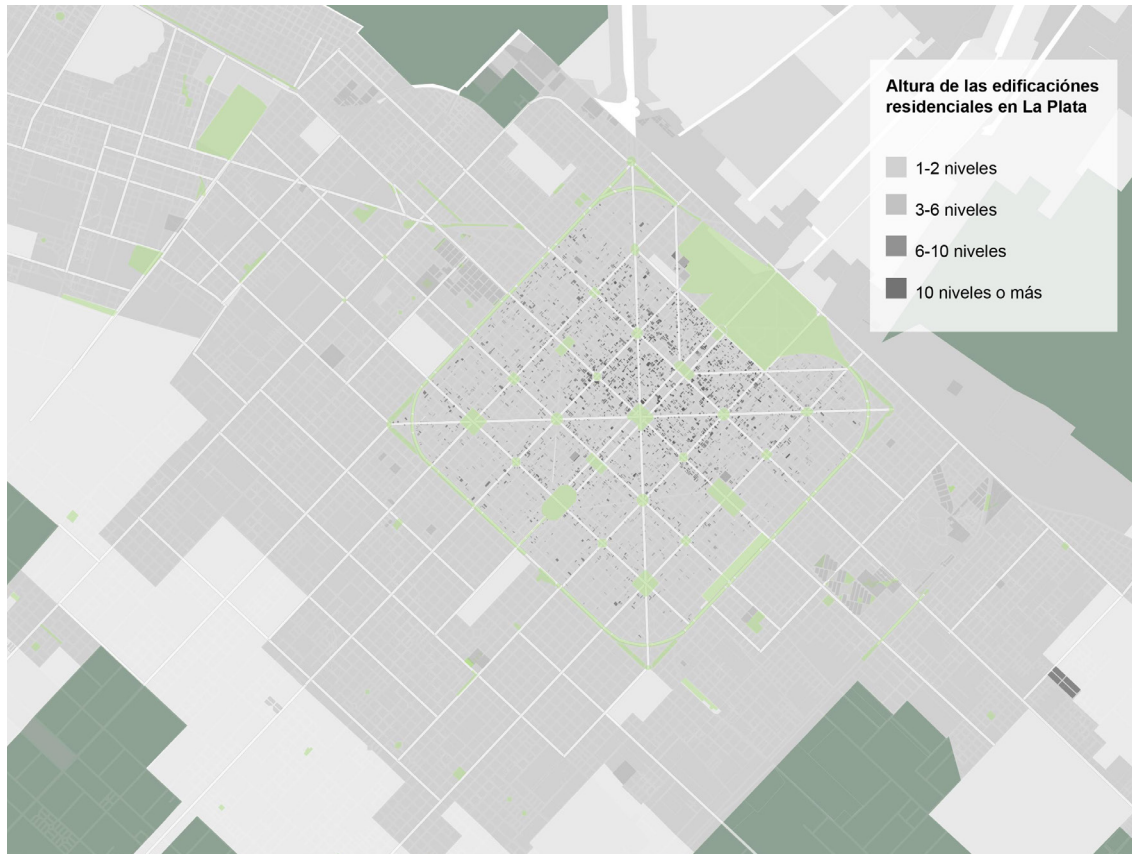 Altura de las edificaciónes
residenciales en La Plata
1-2 niveles
3-6 niveles
6-10 niveles
10 niveles o más